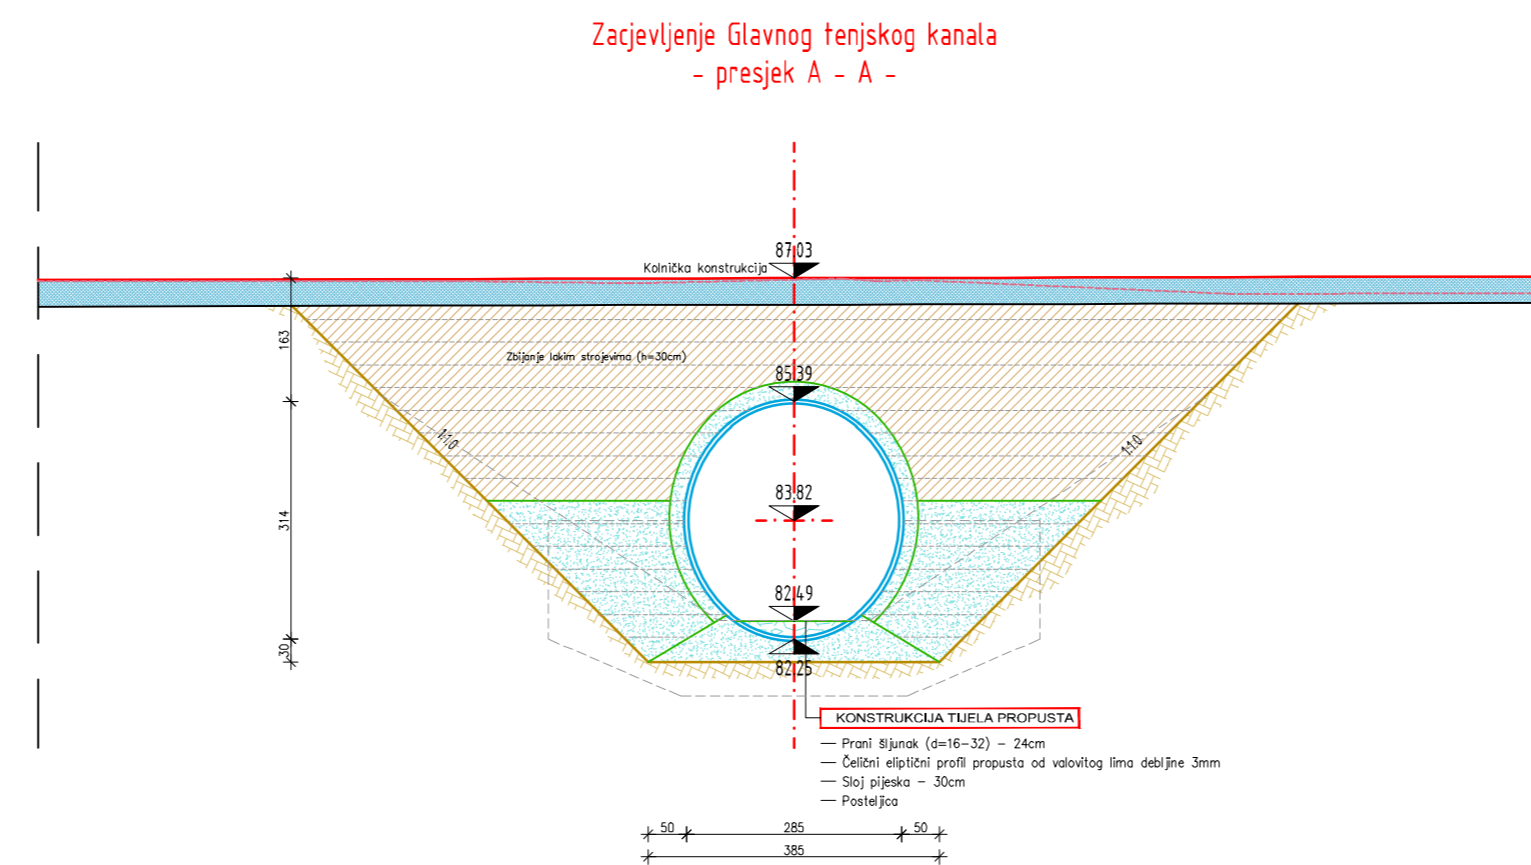 Zacjevljenje Glavnog tenjskog kanala
- presjek A - A -
87.03
Kolnička konstrukcija
163
Zbijanje lakim strojevima (h=30cm)
85.39
1:1.0
1:1.0
83.82
314
82.49
30
82.25
KONSTRUKCIJA TIJELA PROPUSTA
— Prani šljunak (d=16-32) - 24cm
— Čelični eliptični profil propusta od valovitog lima debljine 3mm
— Sloj pijeska - 30cm
— Posteljica
50 285 50
385